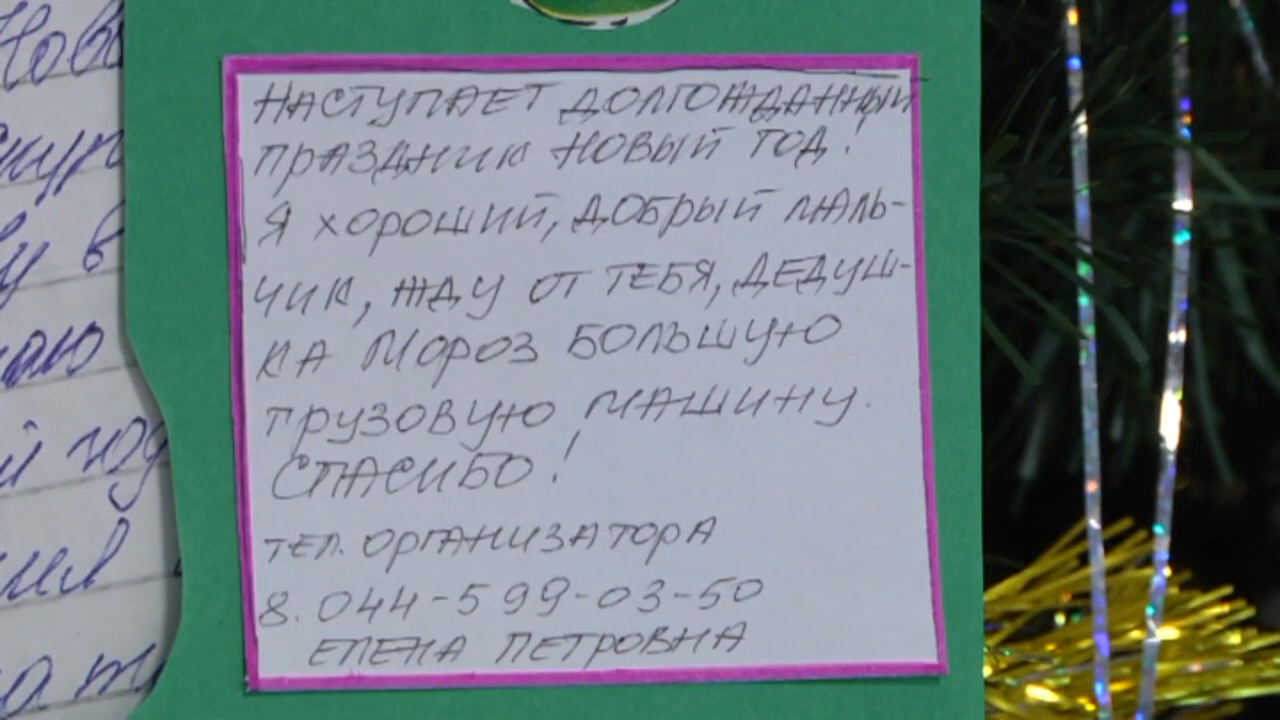 НАСТУПАЕТ ДОЛГОЖДАННЫЙ
ПРАЗДНИК НОВЫЙ ГОД!
Я ХОРОШИЙ, ДОБРЫЙ МАЛЬ-
ЧИК, ЖДУ ОТ ТЕБЯ, ДЕДУШ-
КА МОРОЗ БОЛЬШУЮ
ГРУЗОВУЮ МАШИНУ.
СПАСИБО!
ТЕЛ. ОРГАНИЗАТОРА
8.044-599-03-50
ЕЛЕНА ПЕТРОВНА